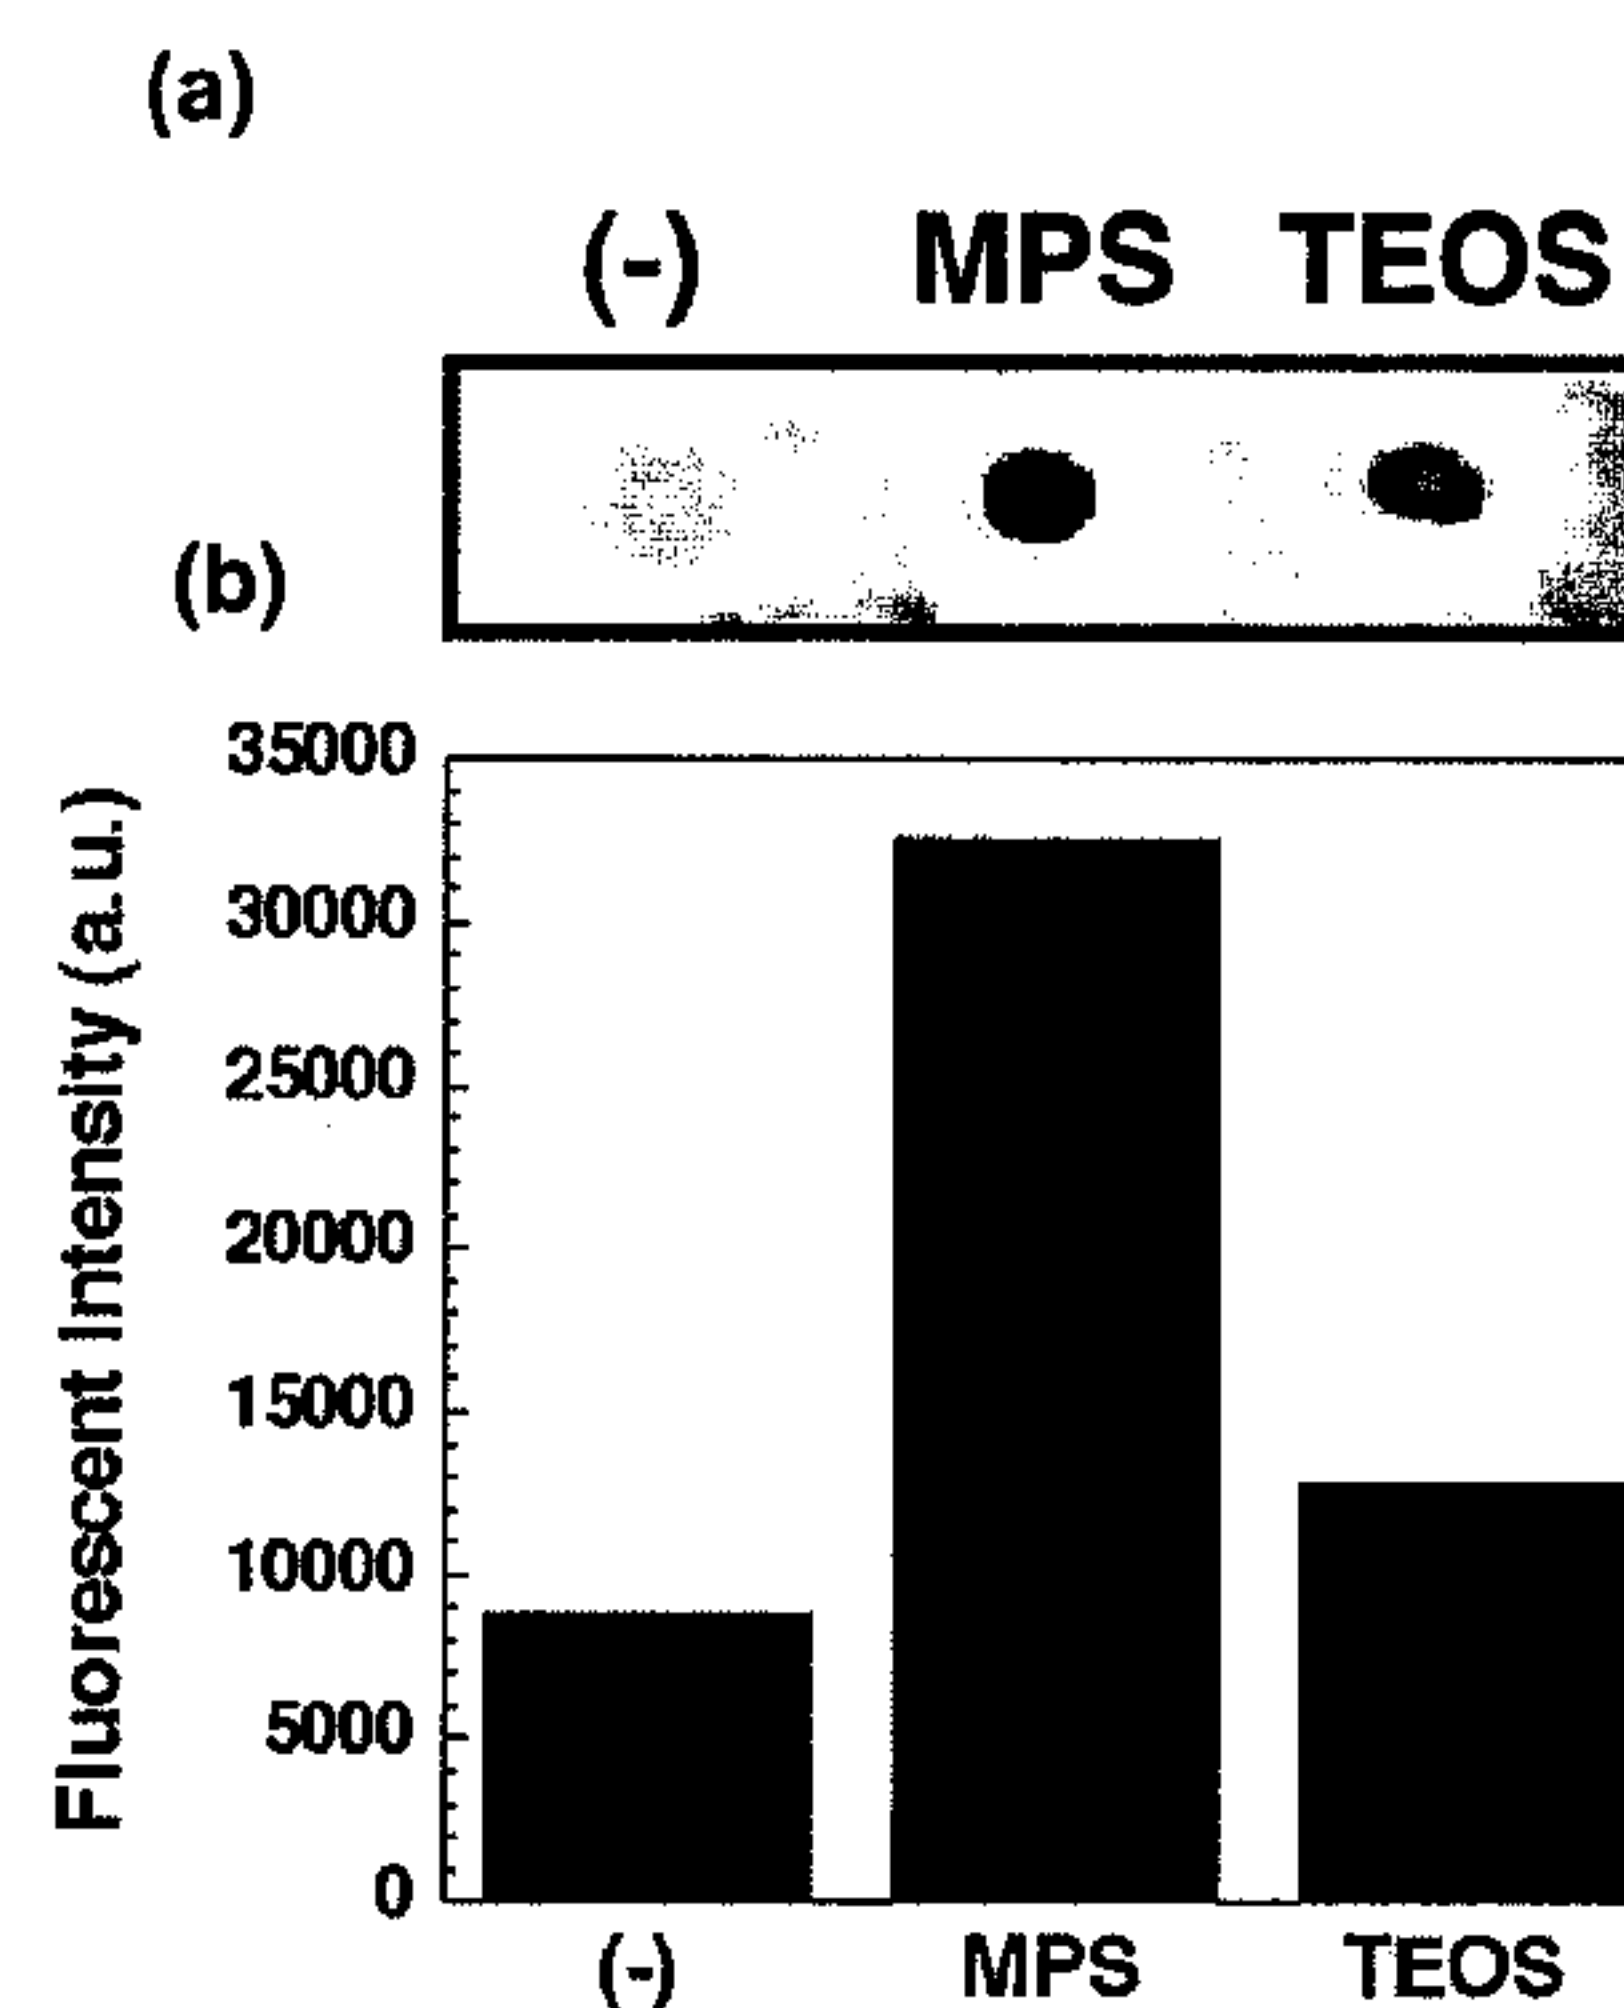 (a)
(-) MPS TEOS
(b)
35000
30000
25000
20000
15000
10000
5000
0
Fluorescent Intensity (a.u.)
(-) MPS TEOS